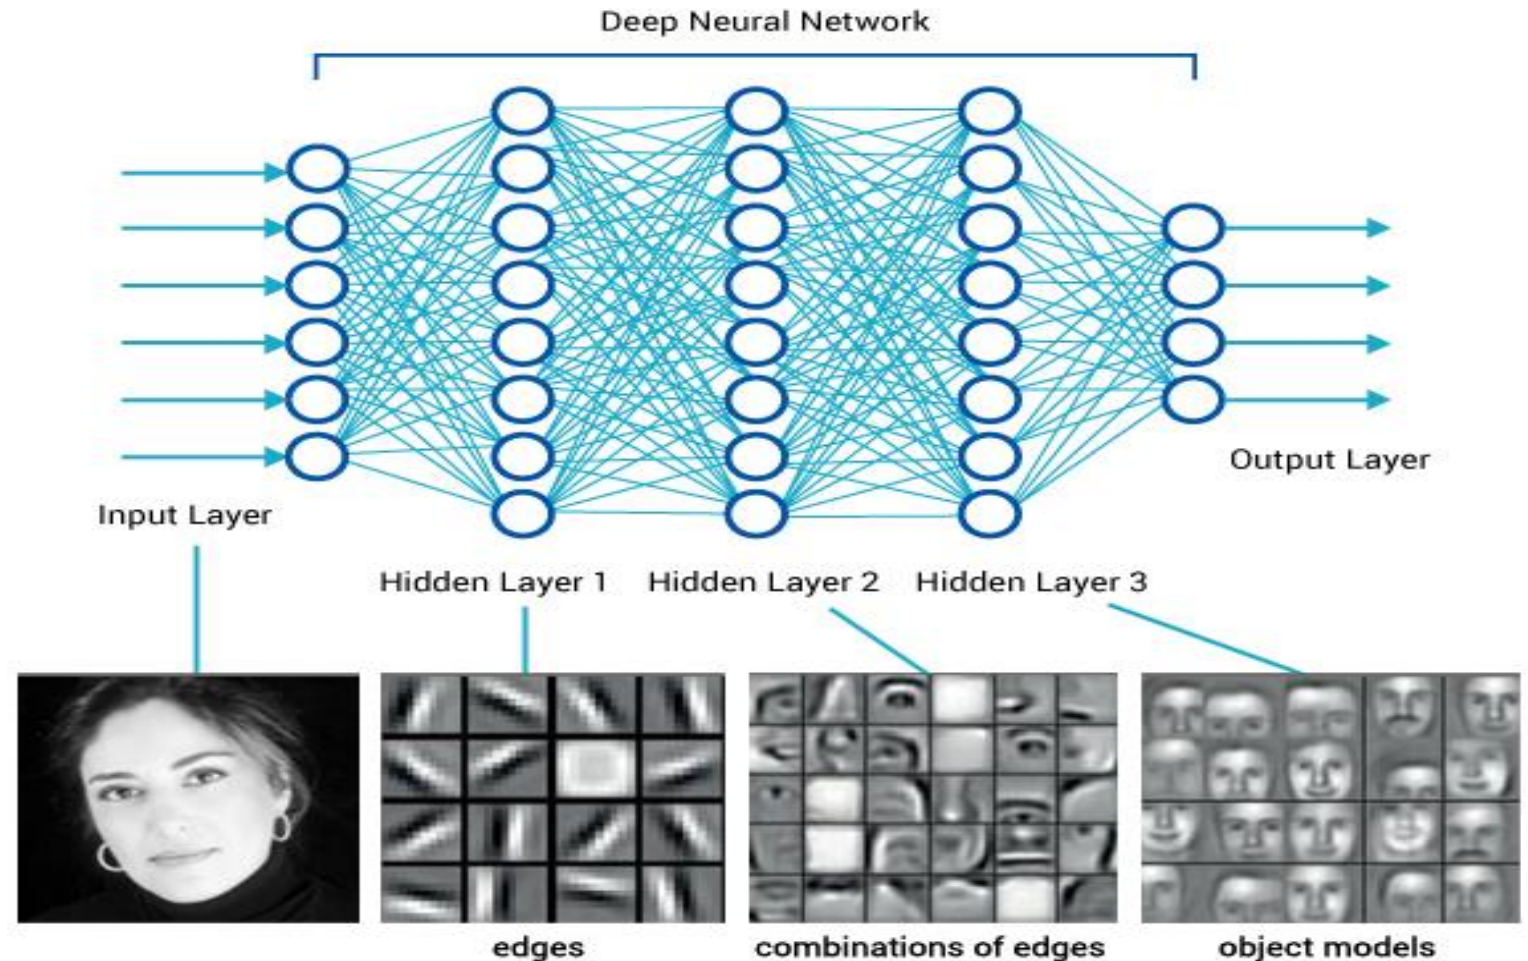 Deep Neural Network
Output Layer
Input Layer
Hidden Layer 1
Hidden Layer 2
Hidden Layer 3
edges
combinations of edges
object models